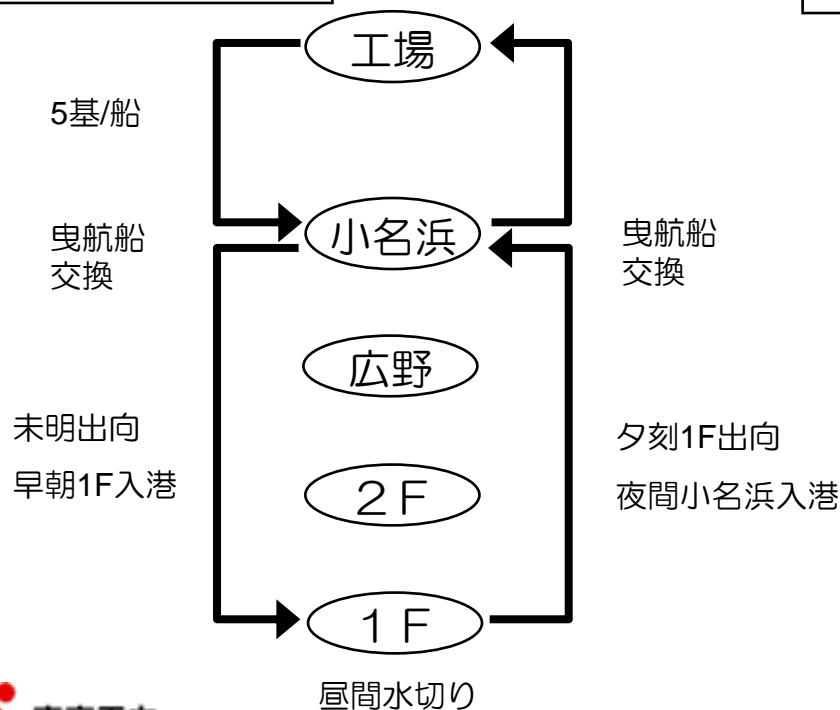 工場
5基/船
小名浜
曳航船
交換
曳航船
交換
広野
未明出向
早朝1F入港
夕刻1F出向
夜間小名浜入港
２Ｆ
１Ｆ
昼間水切り